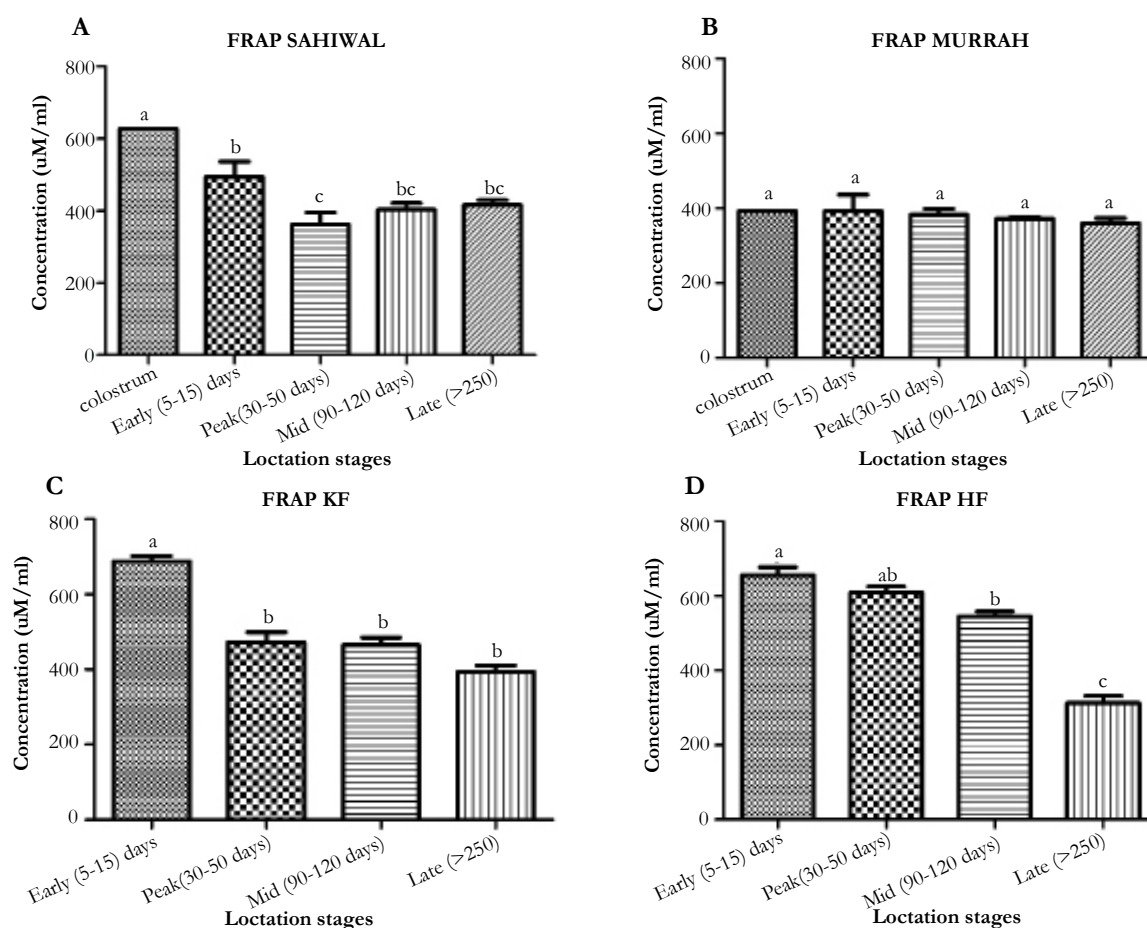 A
FRAP SAHIWAL
Concentration (uM/ml)
800
600
400
200
0
a
b
c
bc
bc
colostrum
Early (5-15) days
Peak(30-50 days)
Mid (90-120 days)
Late (>250)
Loctation stages
B
FRAP MURRAH
Concentration (uM/ml)
800
600
400
200
0
a
a
a
a
a
colostrum
Early (5-15) days
Peak(30-50 days)
Mid (90-120 days)
Late (>250)
Loctation stages
C
FRAP KF
Concentration (uM/ml)
800
600
400
200
0
a
b
b
b
Early (5-15) days
Peak(30-50 days)
Mid (90-120 days)
Late (>250)
Loctation stages
D
FRAP HF
Concentration (uM/ml)
800
600
400
200
0
a
ab
b
c
Early (5-15) days
Peak(30-50 days)
Mid (90-120 days)
Late (>250)
Loctation stages